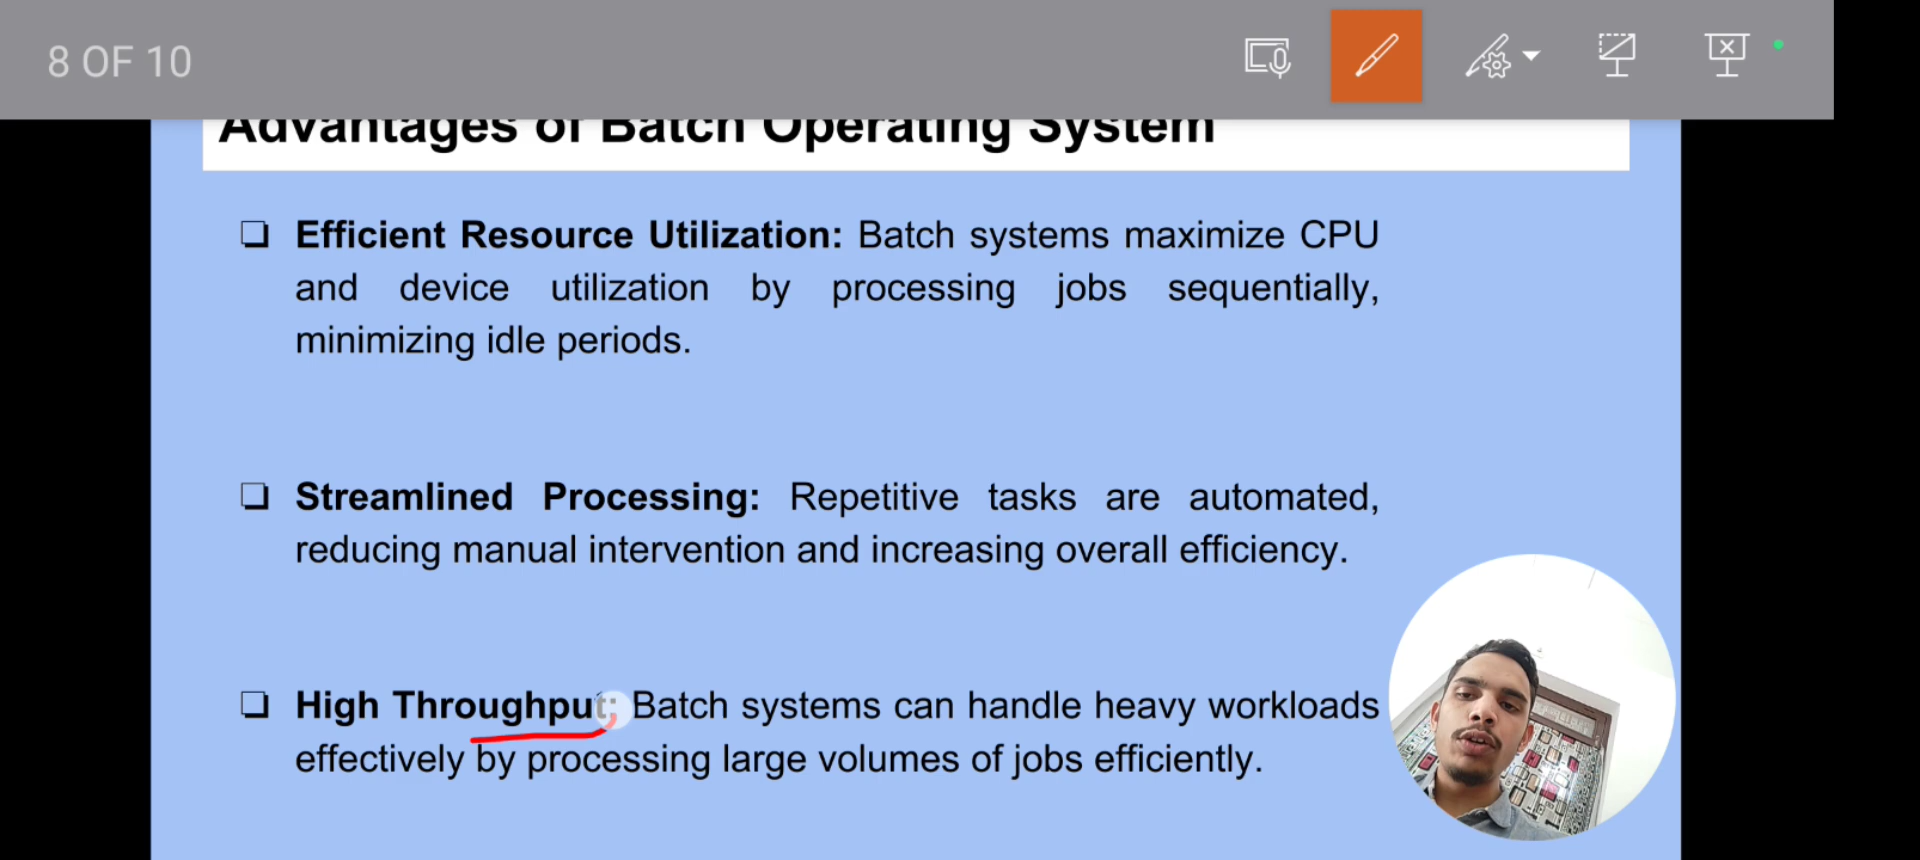 8 OF 10
Advantages of Batch Operating System
Efficient Resource Utilization: Batch systems maximize CPU
and device utilization by processing jobs sequentially,
minimizing idle periods.
Streamlined Processing: Repetitive tasks are automated,
reducing manual intervention and increasing overall efficiency.
High Throughput: Batch systems can handle heavy workloads
effectively by processing large volumes of jobs efficiently.